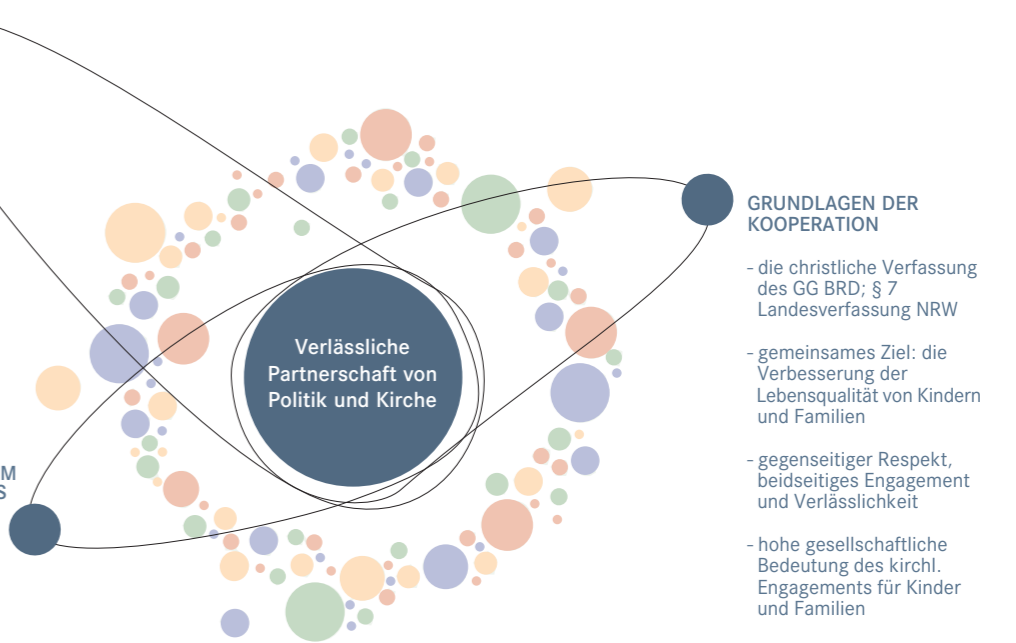 Verlässliche
Partnerschaft von
Politik und Kirche
GRUNDLAGEN DER
KOOPERATION
- die christliche Verfassung
des GG BRD; § 7
Landesverfassung NRW
- gemeinsames Ziel: die
Verbesserung der
Lebensqualität von Kindern
und Familien
- gegenseitiger Respekt,
beidseitiges Engagement
und Verlässlichkeit
- hohe gesellschaftliche
Bedeutung des kirchl.
Engagements für Kinder
und Familien